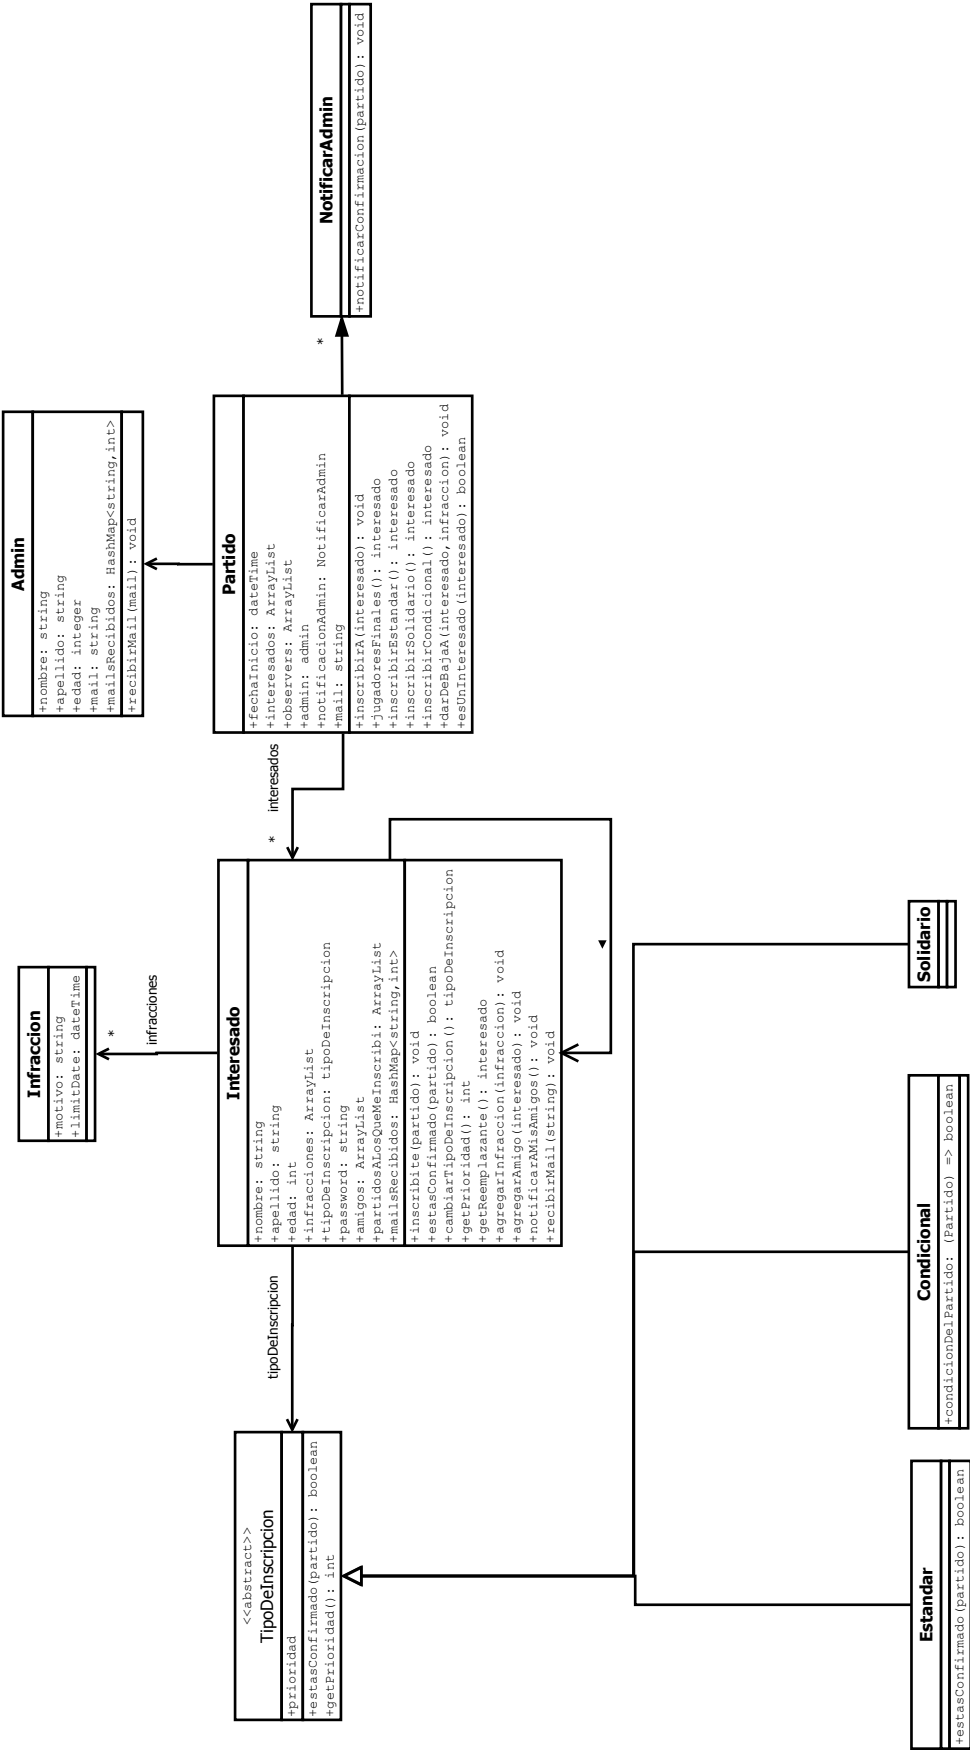 <<abstract>>
TipoDeInscripcion
+prioridad
+estasConfirmado(partido): boolean
+getPrioridad(): int
tipoDeInscripcion
Infraccion
+motivo: string
+limitDate: dateTime
*
infracciones
Interesado
+nombre: string
+apellido: string
+edad: int
+infracciones: ArrayList
+tipoDeInscripcion: tipoDeInscripcion
+password: string
+amigos: ArrayList
+partidosALosQueMeInscribi: ArrayList
+mailsRecibidos: HashMap<string,int>
+inscribite(partido): void
+estasConfirmado(partido): boolean
+cambiarTipoDeInscripcion(): tipoDeInscripcion
+getPrioridad(): int
+getReemplazante(): interesado
+agregarInfraccion(infraccion): void
+agregarAmigo(interesado): void
+notificarAMisAmigos(): void
+recibirMail(string): void
*
interesados
Admin
+nombre: string
+apellido: string
+edad: integer
+mail: string
+mailsRecibidos: HashMap<string,int>
+recibirMail(mail): void
Partido
+fechaInicio: dateTime
+interesados: ArrayList
+observers: ArrayList
+admin: admin
+notificacionAdmin: NotificarAdmin
+mail: string
+inscribirA(interesado): void
+jugadoresFinales(): interesado
+inscribirEstandar(): interesado
+inscribirSolidario(): interesado
+inscribirCondicional(): interesado
+darDeBajaA(interesado,infraccion): void
+esUnInteresado(interesado): boolean
*
NotificarAdmin
+notificarConfirmacion(partido): void
Estandar
+estasConfirmado(partido): boolean
Condicional
+condicionDelPartido: (Partido) => boolean
Solidario